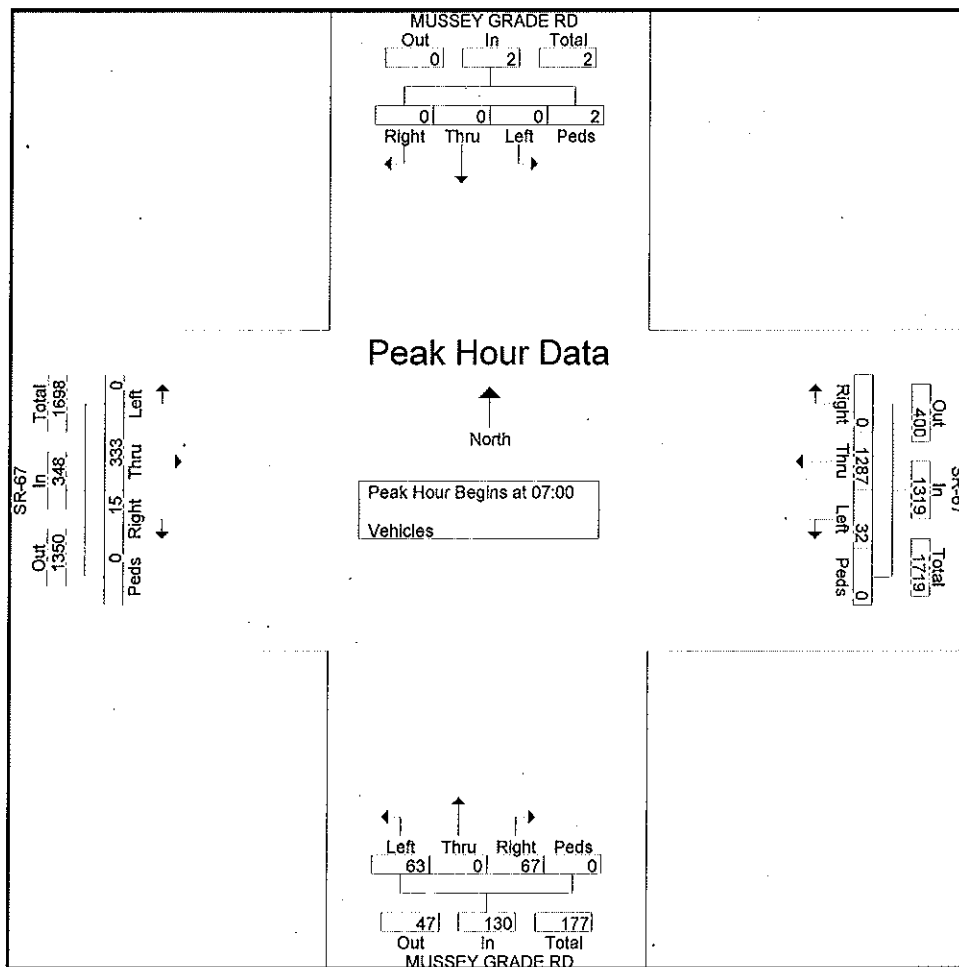 MUSSEY GRADE RD
Out In Total
0 2 2
0 0 0 2
Right Thru Left Peds
Peak Hour Data
North
Peak Hour Begins at 07:00
Vehicles
SR-67
Total In Out
1698 348 1350
0 333 15 0
Left Thru Right Peds
Right Thru Left Peds
0 1287 32 0
Out In Total
400 1319 1719
SR-67
Left Thru Right Peds
63 0 67 0
47 130 177
Out In Total
MUSSEY GRADE RD